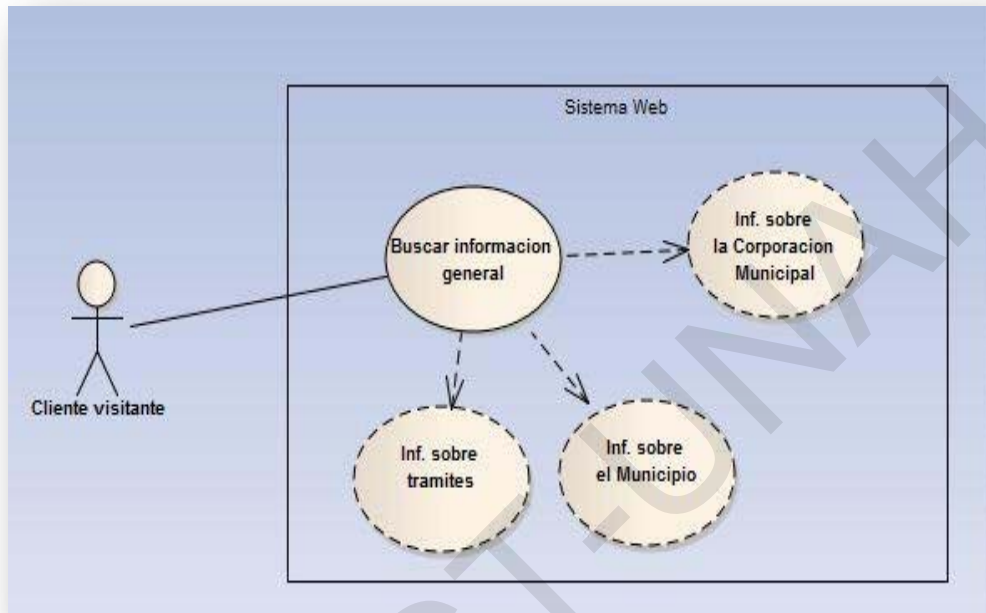 Sistema Web
Buscar informacion
general
Inf. sobre
la Corporacion
Municipal
Cliente visitante
Inf. sobre
tramites
Inf. sobre
el Municipio
T-UNAH